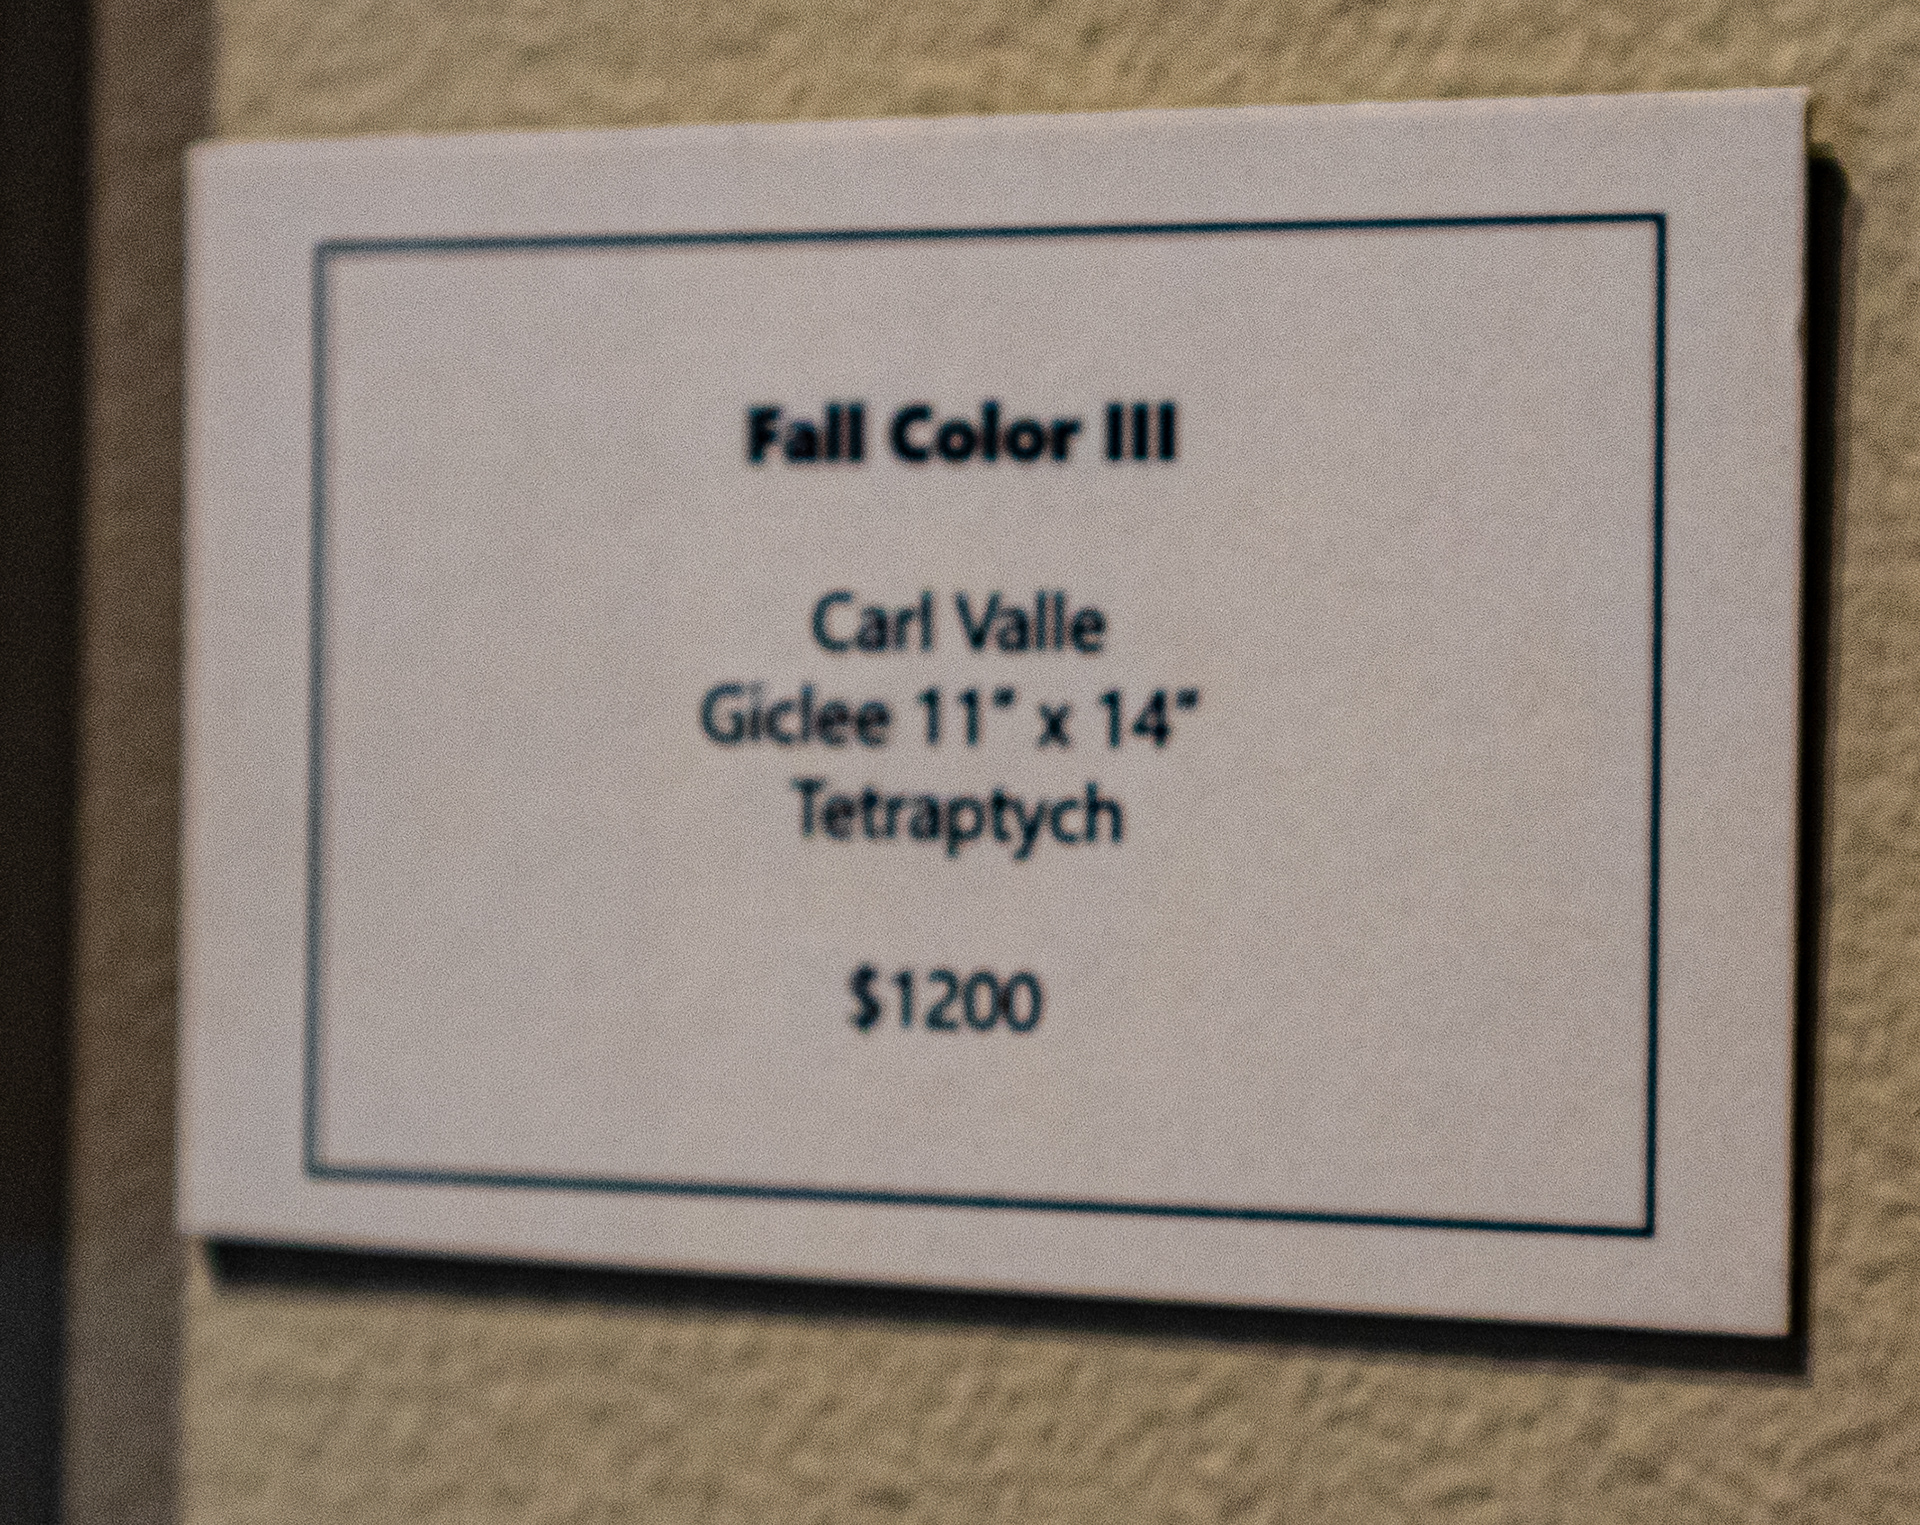 Fall Color III
Carl Valle
Giclee 11” x 14”
Tetraptych
$1200